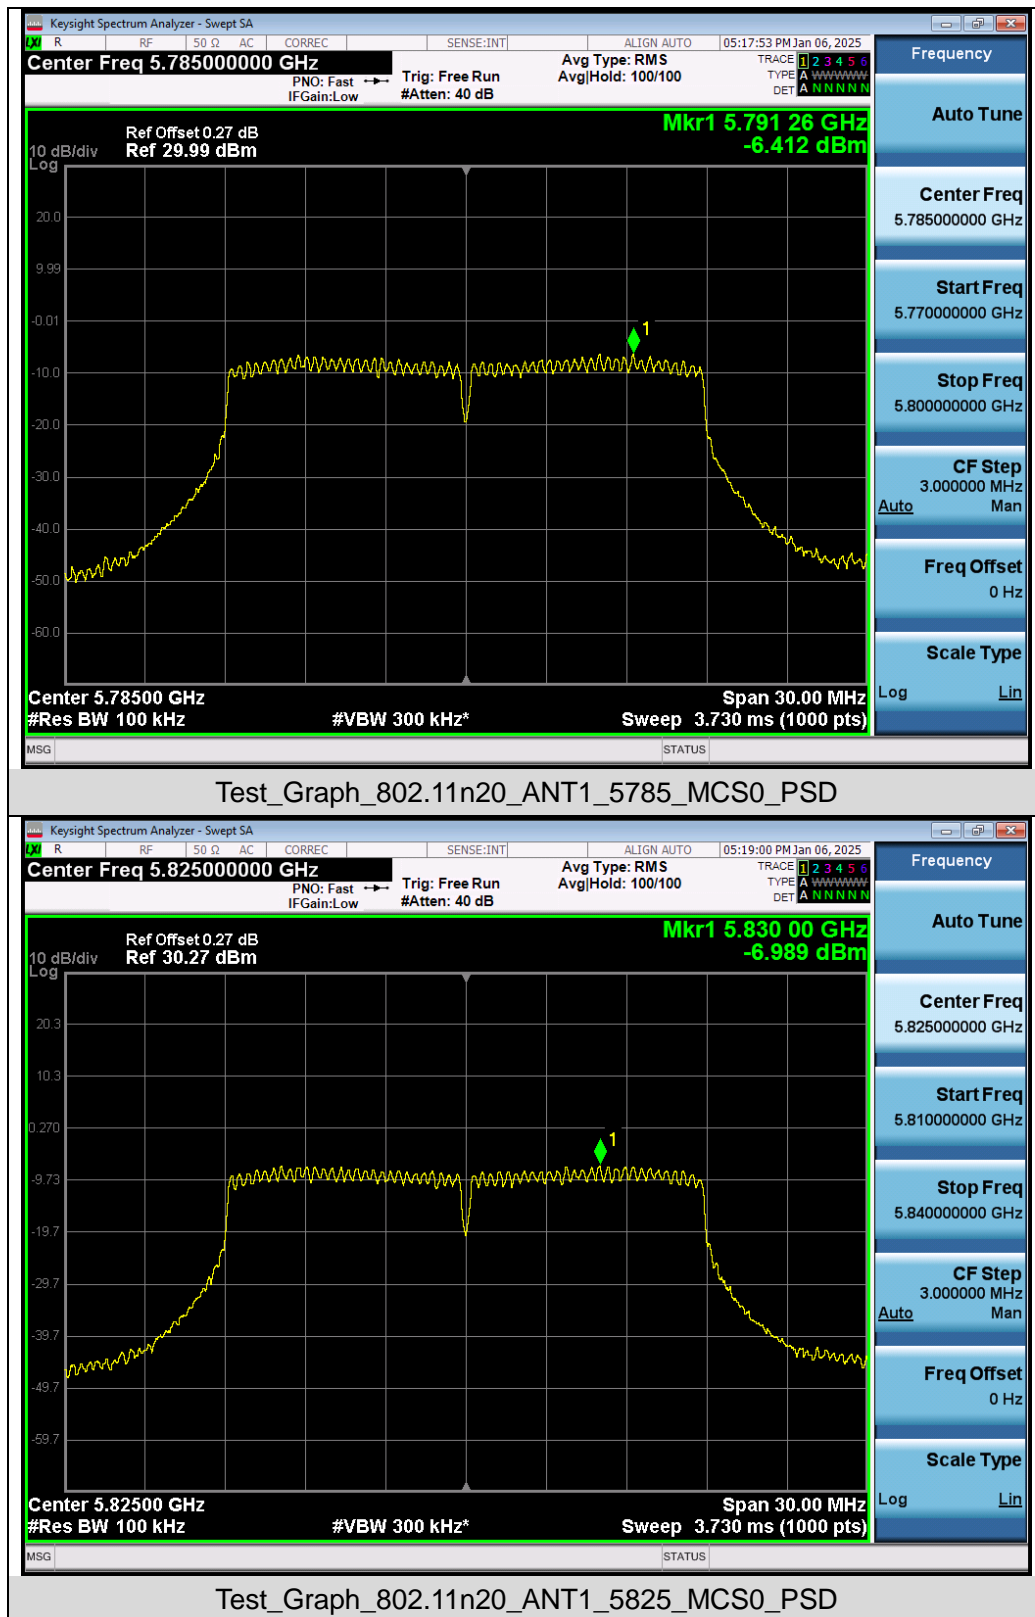 Keysight Spectrum Analyzer - Swept SA
LXI R RF 50 Ω AC CORREC SENSE:INT ALIGN AUTO 05:17:53 PM Jan 06, 2025
Center Freq 5.785000000 GHz
PNO: Fast
IFGain:Low
Trig: Free Run
#Atten: 40 dB
Avg Type: RMS
Avg|Hold: 100/100
TRACE 1 2 3 4 5 6
TYPE A WWWWW
DET A N N N N N
Mkr1 5.791 26 GHz
-6.412 dBm
Ref Offset 0.27 dB
10 dB/div Ref 29.99 dBm
Log
20.0
9.99
-0.01
-10.0
-20.0
-30.0
-40.0
-50.0
-60.0
1
Center 5.78500 GHz Span 30.00 MHz
#Res BW 100 kHz #VBW 300 kHz* Sweep 3.730 ms (1000 pts)
MSG STATUS
Frequency
Auto Tune
Center Freq
5.785000000 GHz
Start Freq
5.770000000 GHz
Stop Freq
5.800000000 GHz
CF Step
3.000000 MHz
Auto Man
Freq Offset
0 Hz
Scale Type
Log Lin
Test_Graph_802.11n20_ANT1_5785_MCS0_PSD
Keysight Spectrum Analyzer - Swept SA
LXI R RF 50 Ω AC CORREC SENSE:INT ALIGN AUTO 05:19:00 PM Jan 06, 2025
Center Freq 5.825000000 GHz
PNO: Fast
IFGain:Low
Trig: Free Run
#Atten: 40 dB
Avg Type: RMS
Avg|Hold: 100/100
TRACE 1 2 3 4 5 6
TYPE A WWWWW
DET A N N N N N
Mkr1 5.830 00 GHz
-6.989 dBm
Ref Offset 0.27 dB
10 dB/div Ref 30.27 dBm
Log
20.3
10.3
0.270
-9.73
-19.7
-29.7
-39.7
-49.7
-59.7
1
Center 5.82500 GHz Span 30.00 MHz
#Res BW 100 kHz #VBW 300 kHz* Sweep 3.730 ms (1000 pts)
MSG STATUS
Frequency
Auto Tune
Center Freq
5.825000000 GHz
Start Freq
5.810000000 GHz
Stop Freq
5.840000000 GHz
CF Step
3.000000 MHz
Auto Man
Freq Offset
0 Hz
Scale Type
Log Lin
Test_Graph_802.11n20_ANT1_5825_MCS0_PSD